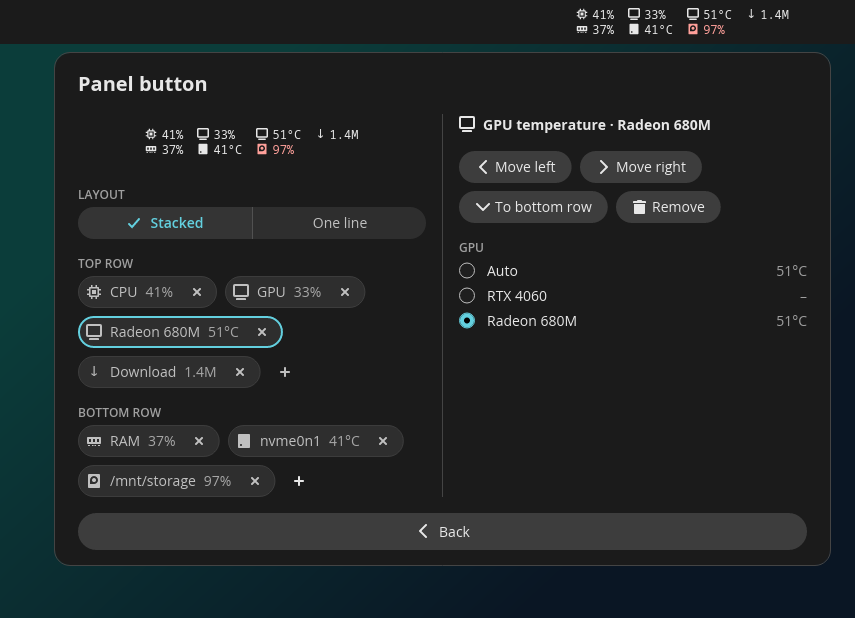 41% 33% 51°C ↓ 1.4M
37% 41°C 97%
Panel button
41% 33% 51°C ↓ 1.4M
37% 41°C 97%
LAYOUT
Stacked One line
TOP ROW
CPU 41% × GPU 33% ×
Radeon 680M 51°C ×
↓ Download 1.4M × +
BOTTOM ROW
RAM 37% × nvme0n1 41°C ×
/mnt/storage 97% × +
GPU temperature · Radeon 680M
Move left Move right
To bottom row Remove
GPU
Auto 51°C
RTX 4060 –
Radeon 680M 51°C
Back